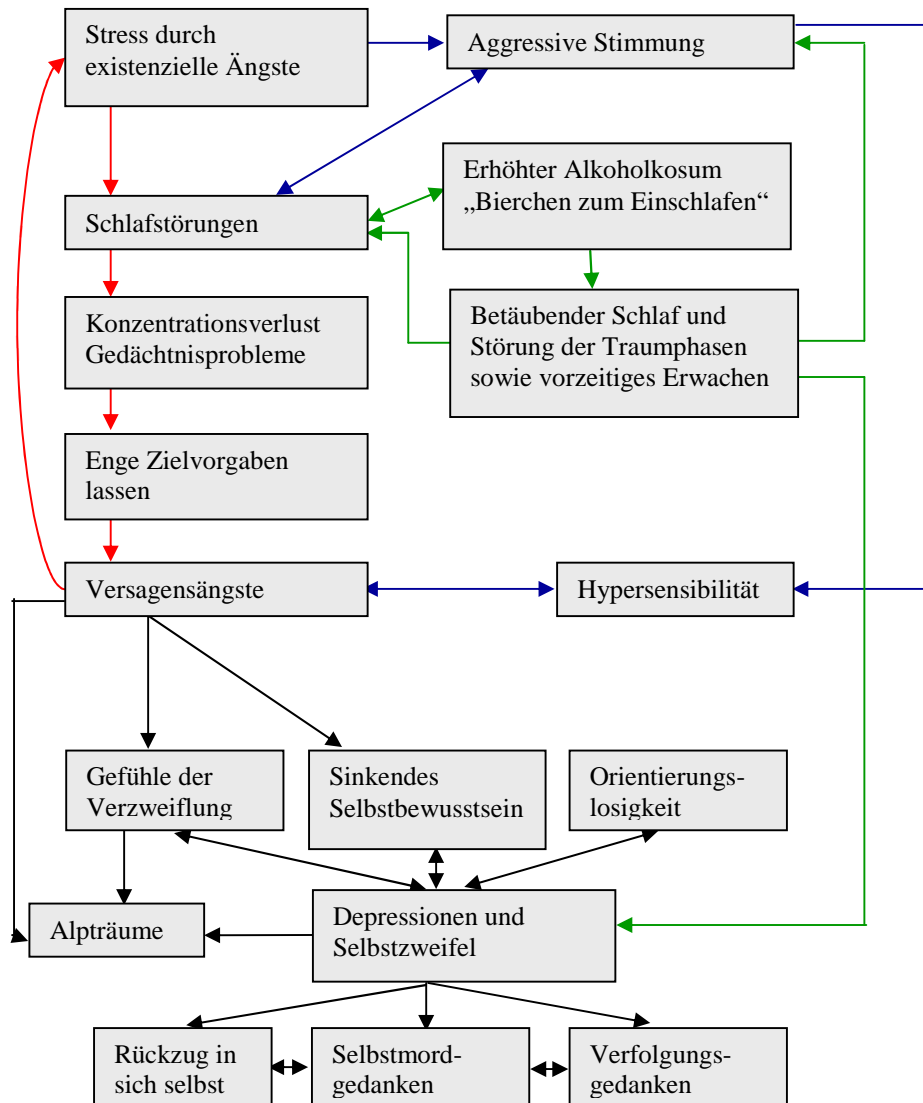 Stress durch
existenzielle Ängste
Aggressive Stimmung
Erhöhter Alkoholkosum
„Bierchen zum Einschlafen“
Schlafstörungen
Konzentrationsverlust
Gedächtnisprobleme
Betäubender Schlaf und
Störung der Traumphasen
sowie vorzeitiges Erwachen
Enge Zielvorgaben
lassen
Versagensängste
Hypersensibilität
Gefühle der
Verzweiflung
Sinkendes
Selbstbewusstsein
Orientierungs-
losigkeit
Alpträume
Depressionen und
Selbstzweifel
Rückzug in
sich selbst
Selbstmord-
gedanken
Verfolgungs-
gedanken